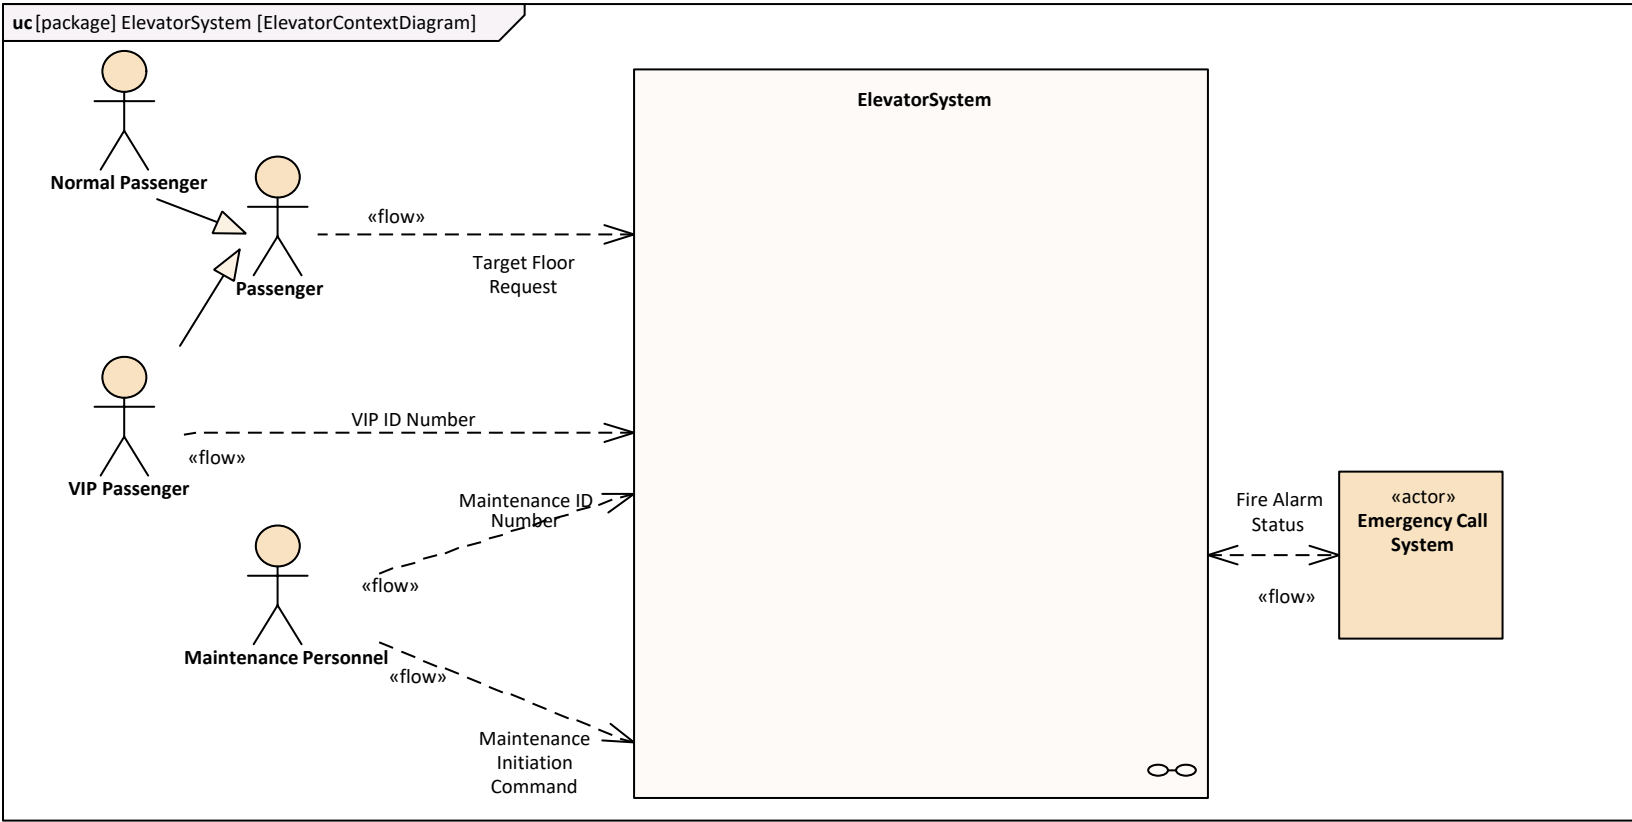 uc [package] ElevatorSystem [ElevatorContextDiagram]
ElevatorSystem
Normal Passenger
«flow»
Target Floor
Request
Passenger
VIP ID Number
«flow»
VIP Passenger
Maintenance ID
Number
«flow»
Maintenance Personnel
«flow»
Maintenance
Initiation
Command
Fire Alarm
Status
«flow»
«actor»
Emergency Call
System